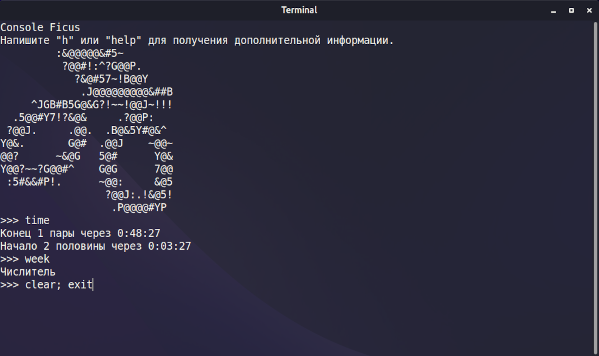 Terminal
Console Ficus
Напишите "h" или "help" для получения дополнительной информации.
:&@@@@@&#5~
?@@#!:^?G@@P.
?&@#57~!B@@Y
.J@@@@@@@@@&##B
^JGB#B5G@&G?!~~!@@J~!!!
.5@@#Y7!?&@& .?@@P:
?@@J. .@@. .B@&5Y#@&^
Y@&. G@# .@@J ~@@~
@@? ~&@G 5@# Y@&
Y@@?~~?G@@#^ G@G 7@@
:5#&&#P!. ~@@: &@5
?@@J:.!&@5!
.P@@@@#YP
>>> time
Конец 1 пары через 0:48:27
Начало 2 половины через 0:03:27
>>> week
Числитель
>>> clear; exit